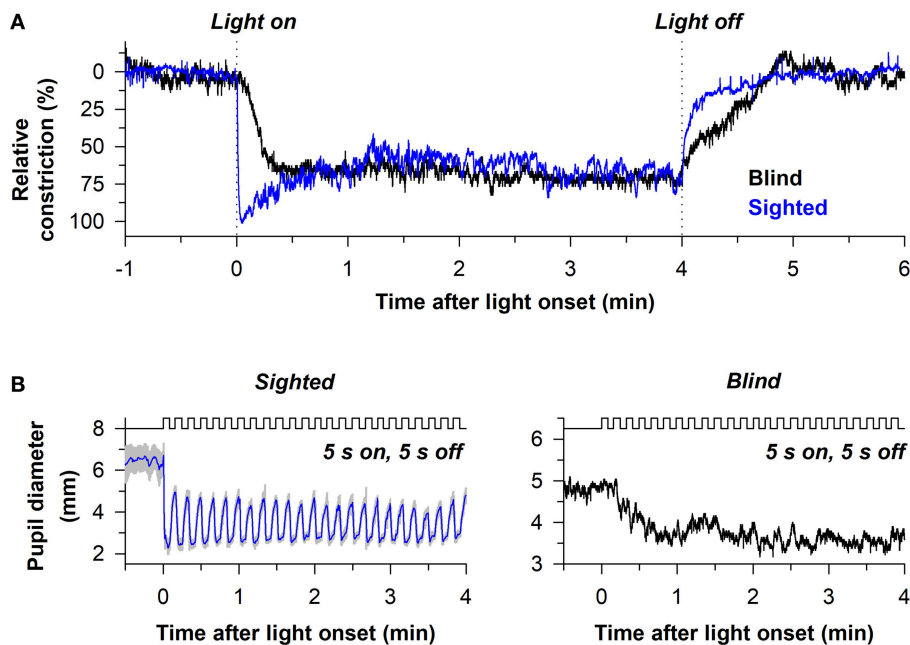 A
Light on
Light off
Relative
constriction (%)
0
25
50
75
100
Blind
Sighted
-1 0 1 2 3 4 5 6
Time after light onset (min)
B
Sighted
Pupil diameter
(mm)
8
6
4
2
5 s on, 5 s off
0 1 2 3 4
Time after light onset (min)
Blind
6
5
4
3
5 s on, 5 s off
0 1 2 3 4
Time after light onset (min)